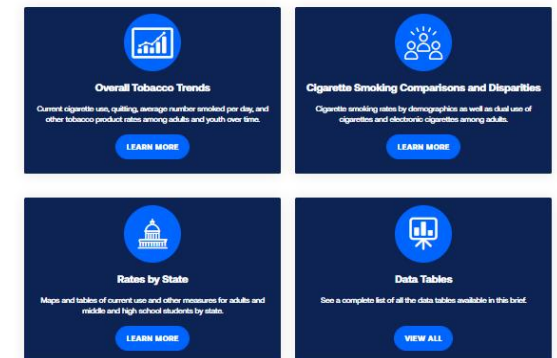 Overall Tobacco Trends
Current cigarette use, quitting, average number smoked per day, and
other tobacco product rates among adults and youth over time.
LEARN MORE
Cigarette Smoking Comparisons and Disparities
Cigarette smoking rates by demographics as well as dual use of
cigarettes and electronic cigarettes among adults.
LEARN MORE
Rates by State
Maps and tables of current use and other measures for adults and
middle and high school students by state.
LEARN MORE
Data Tables
See a complete list of all the data tables available in this brief.
VIEW ALL